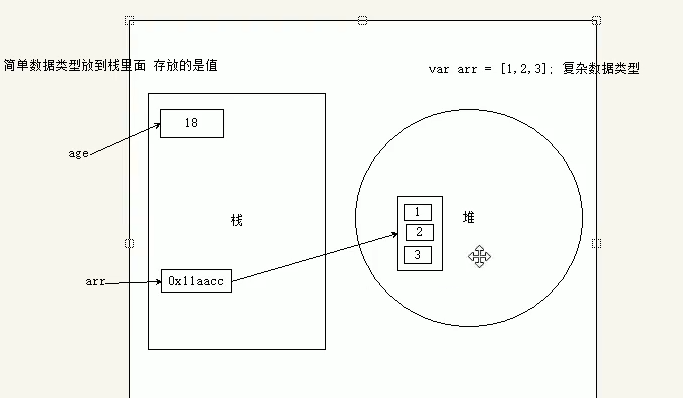 简单数据类型放到栈里面 存放的是值
var arr = [1,2,3]; 复杂数据类型
18
age
1
栈
堆
2
3
arr
0x11aacc